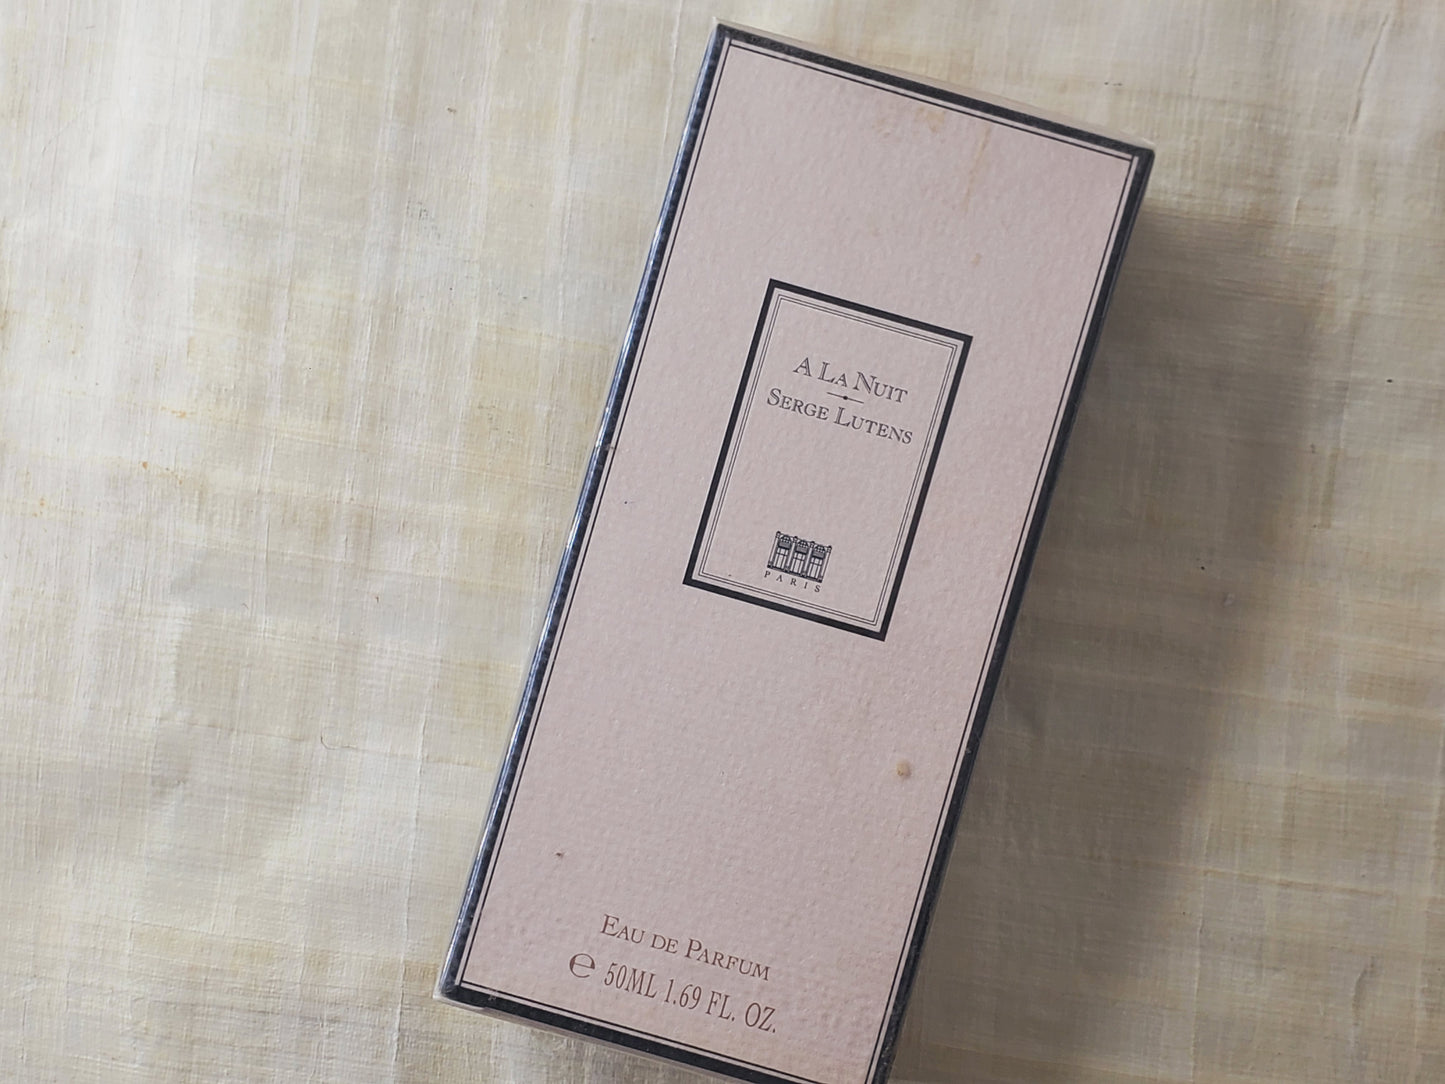 A La Nuit
Serge Lutens
PARIS
Eau de Parfum
℮ 50ML 1.69 FL. OZ.